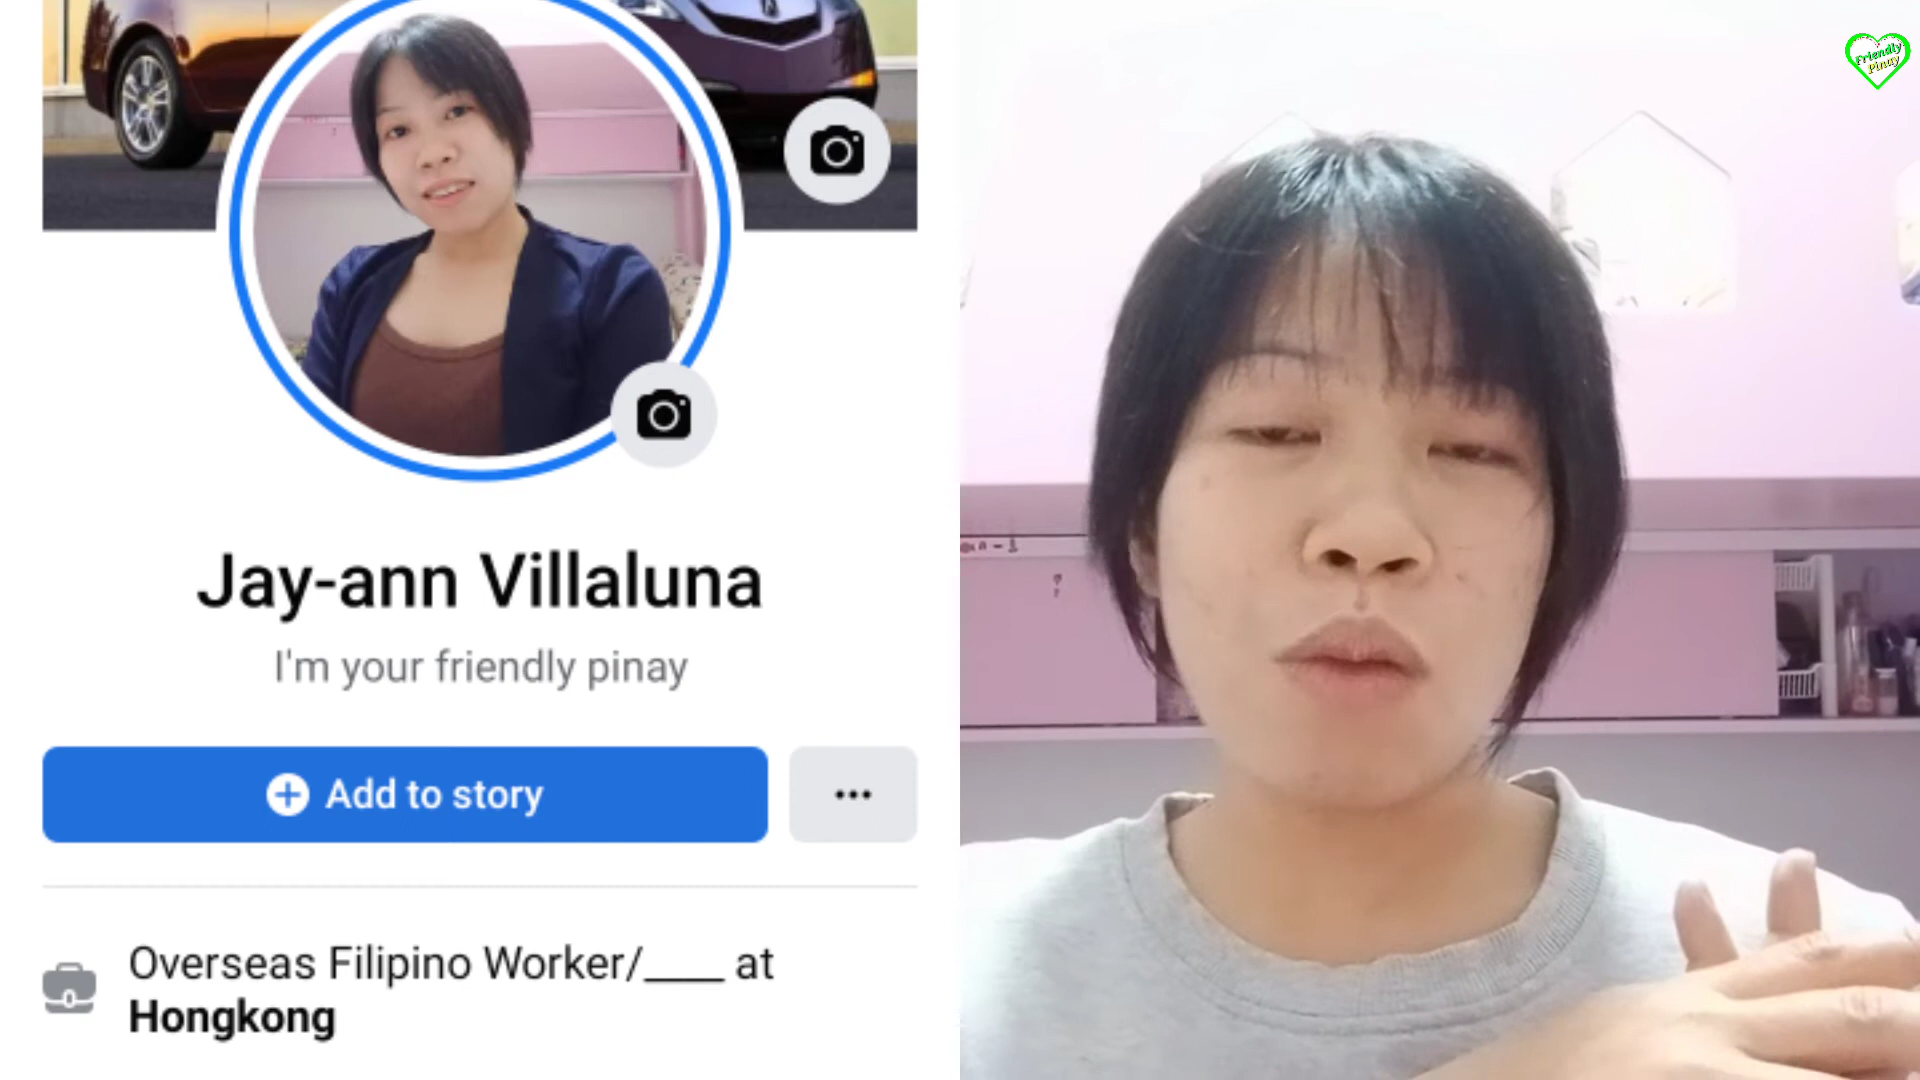 Jay-ann Villaluna
I'm your friendly pinay
Add to story
Overseas Filipino Worker/____ at
Hongkong
Friendly
Pinay